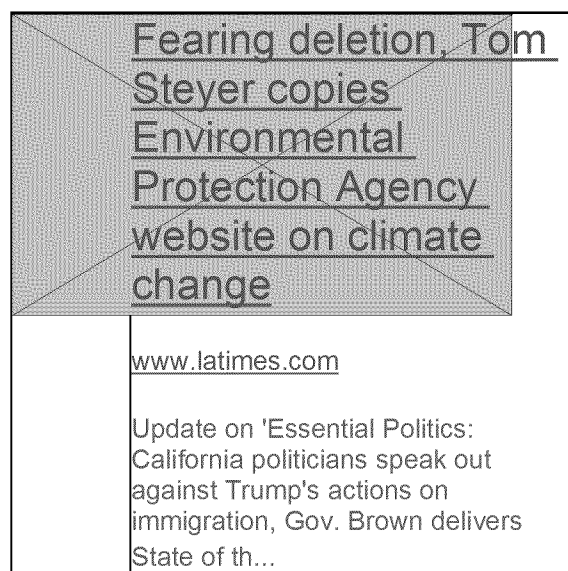 Fearing deletion, Tom
Steyer copies
Environmental
Protection Agency
website on climate
change
www.latimes.com
Update on 'Essential Politics:
California politicians speak out
against Trump's actions on
immigration, Gov. Brown delivers
State of th...